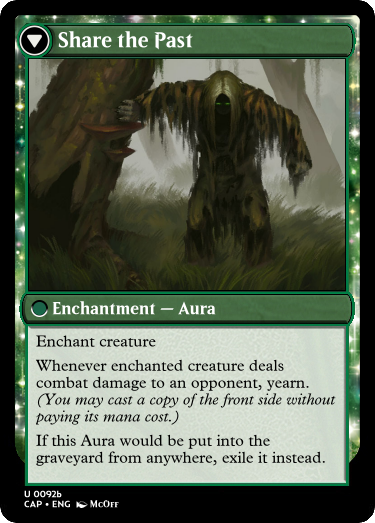 Share the Past
Enchantment — Aura
Enchant creature
Whenever enchanted creature deals
combat damage to an opponent, yearn.
(You may cast a copy of the front side without
paying its mana cost.)
If this Aura would be put into the
graveyard from anywhere, exile it instead.
U 0092b
CAP • ENG McOff